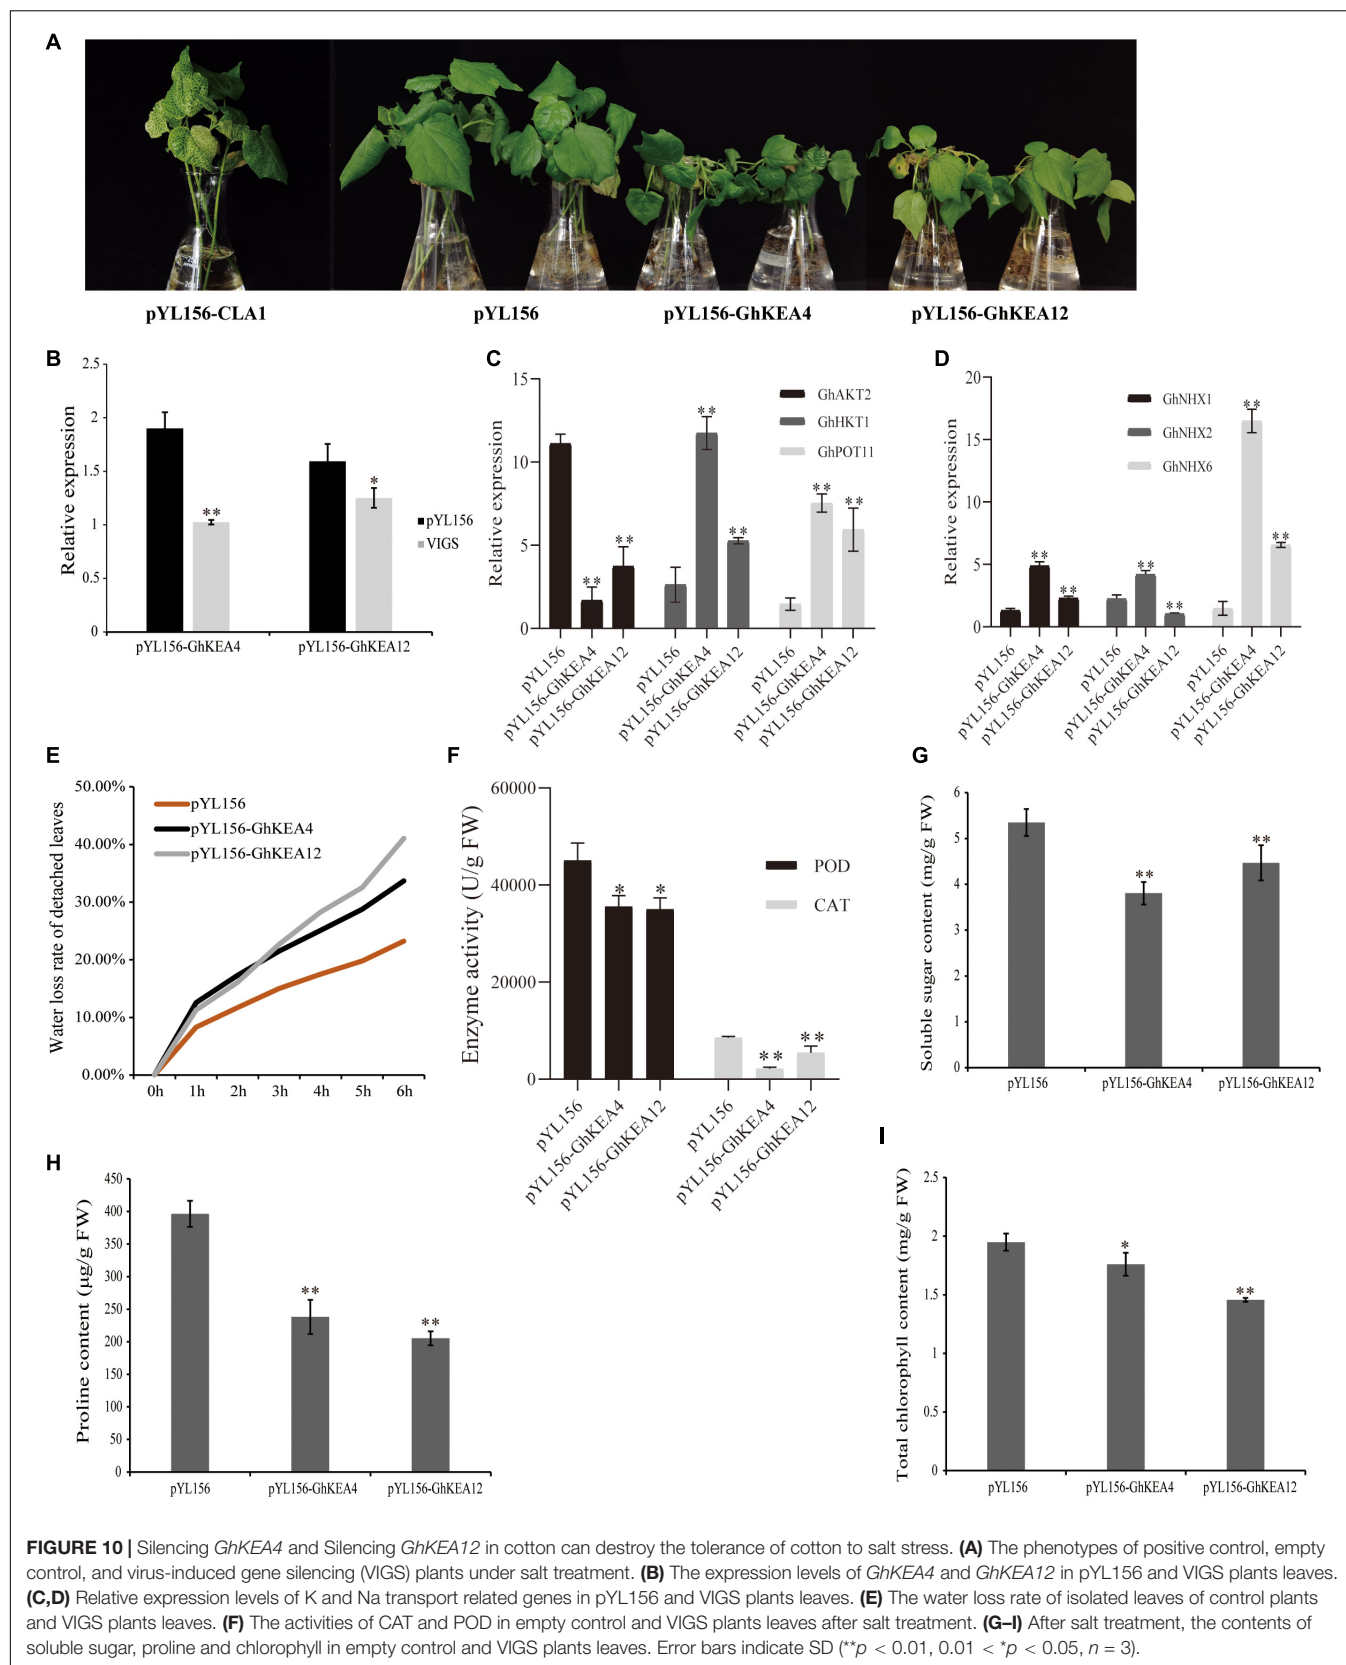 A
pYL156-CLA1
pYL156
pYL156-GhKEA4
pYL156-GhKEA12
B
Relative expression
2.5
2
1.5
1
0.5
0
**
*
pYL156
VIGS
pYL156-GhKEA4
pYL156-GhKEA12
C
Relative expression
15
10
5
0
GhAKT2
GhHKT1
GhPOT11
**
**
**
**
**
**
pYL156
pYL156-GhKEA4
pYL156-GhKEA12
pYL156
pYL156-GhKEA4
pYL156-GhKEA12
pYL156
pYL156-GhKEA4
pYL156-GhKEA12
D
Relative expression
20
15
10
5
0
GhNHX1
GhNHX2
GhNHX6
**
**
**
**
**
**
pYL156
pYL156-GhKEA4
pYL156-GhKEA12
pYL156
pYL156-GhKEA4
pYL156-GhKEA12
pYL156
pYL156-GhKEA4
pYL156-GhKEA12
E
Water loss rate of detached leaves
50.00%
40.00%
30.00%
20.00%
10.00%
0.00%
pYL156
pYL156-GhKEA4
pYL156-GhKEA12
0h 1h 2h 3h 4h 5h 6h
F
Enzyme activity (U/g FW)
60000
40000
20000
0
POD
CAT
*
*
**
**
pYL156
pYL156-GhKEA4
pYL156-GhKEA12
pYL156
pYL156-GhKEA4
pYL156-GhKEA12
G
Soluble sugar content (mg/g FW)
6
5
4
3
2
1
0
**
**
pYL156
pYL156-GhKEA4
pYL156-GhKEA12
H
Proline content (μg/g FW)
450
400
350
300
250
200
150
100
50
0
**
**
pYL156
pYL156-GhKEA4
pYL156-GhKEA12
I
Total chlorophyll content (mg/g FW)
2.5
2
1.5
1
0.5
0
*
**
pYL156
pYL156-GhKEA4
pYL156-GhKEA12
FIGURE 10 | Silencing GhKEA4 and Silencing GhKEA12 in cotton can destroy the tolerance of cotton to salt stress. (A) The phenotypes of positive control, empty
control, and virus-induced gene silencing (VIGS) plants under salt treatment. (B) The expression levels of GhKEA4 and GhKEA12 in pYL156 and VIGS plants leaves.
(C,D) Relative expression levels of K and Na transport related genes in pYL156 and VIGS plants leaves. (E) The water loss rate of isolated leaves of control plants
and VIGS plants leaves. (F) The activities of CAT and POD in empty control and VIGS plants leaves after salt treatment. (G–I) After salt treatment, the contents of
soluble sugar, proline and chlorophyll in empty control and VIGS plants leaves. Error bars indicate SD (**p < 0.01, 0.01 < *p < 0.05, n = 3).